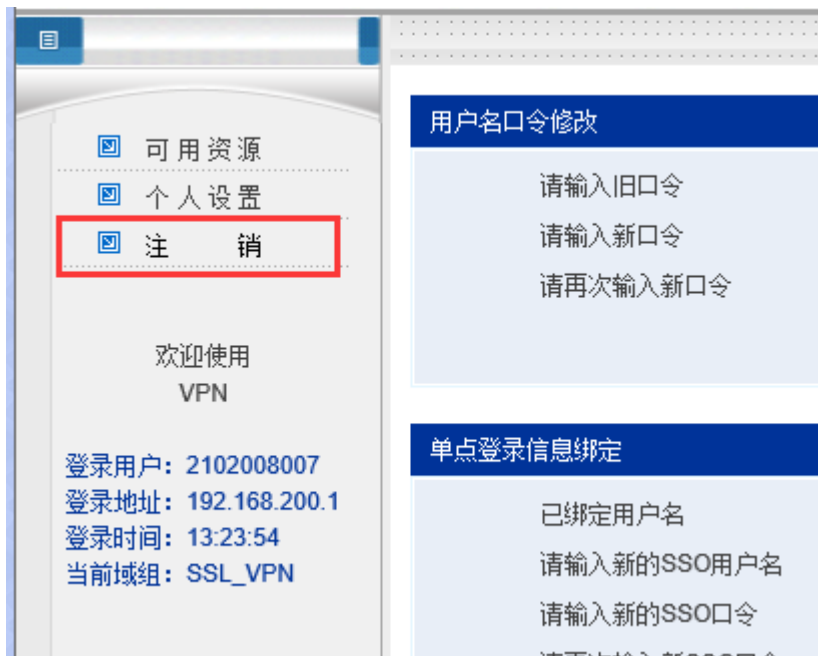 可用资源
个人设置
注 销
欢迎使用
VPN
登录用户：2102008007
登录地址：192.168.200.1
登录时间：13:23:54
当前域组：SSL_VPN
用户名口令修改
请输入旧口令
请输入新口令
请再次输入新口令
单点登录信息绑定
已绑定用户名
请输入新的SSO用户名
请输入新的SSO口令